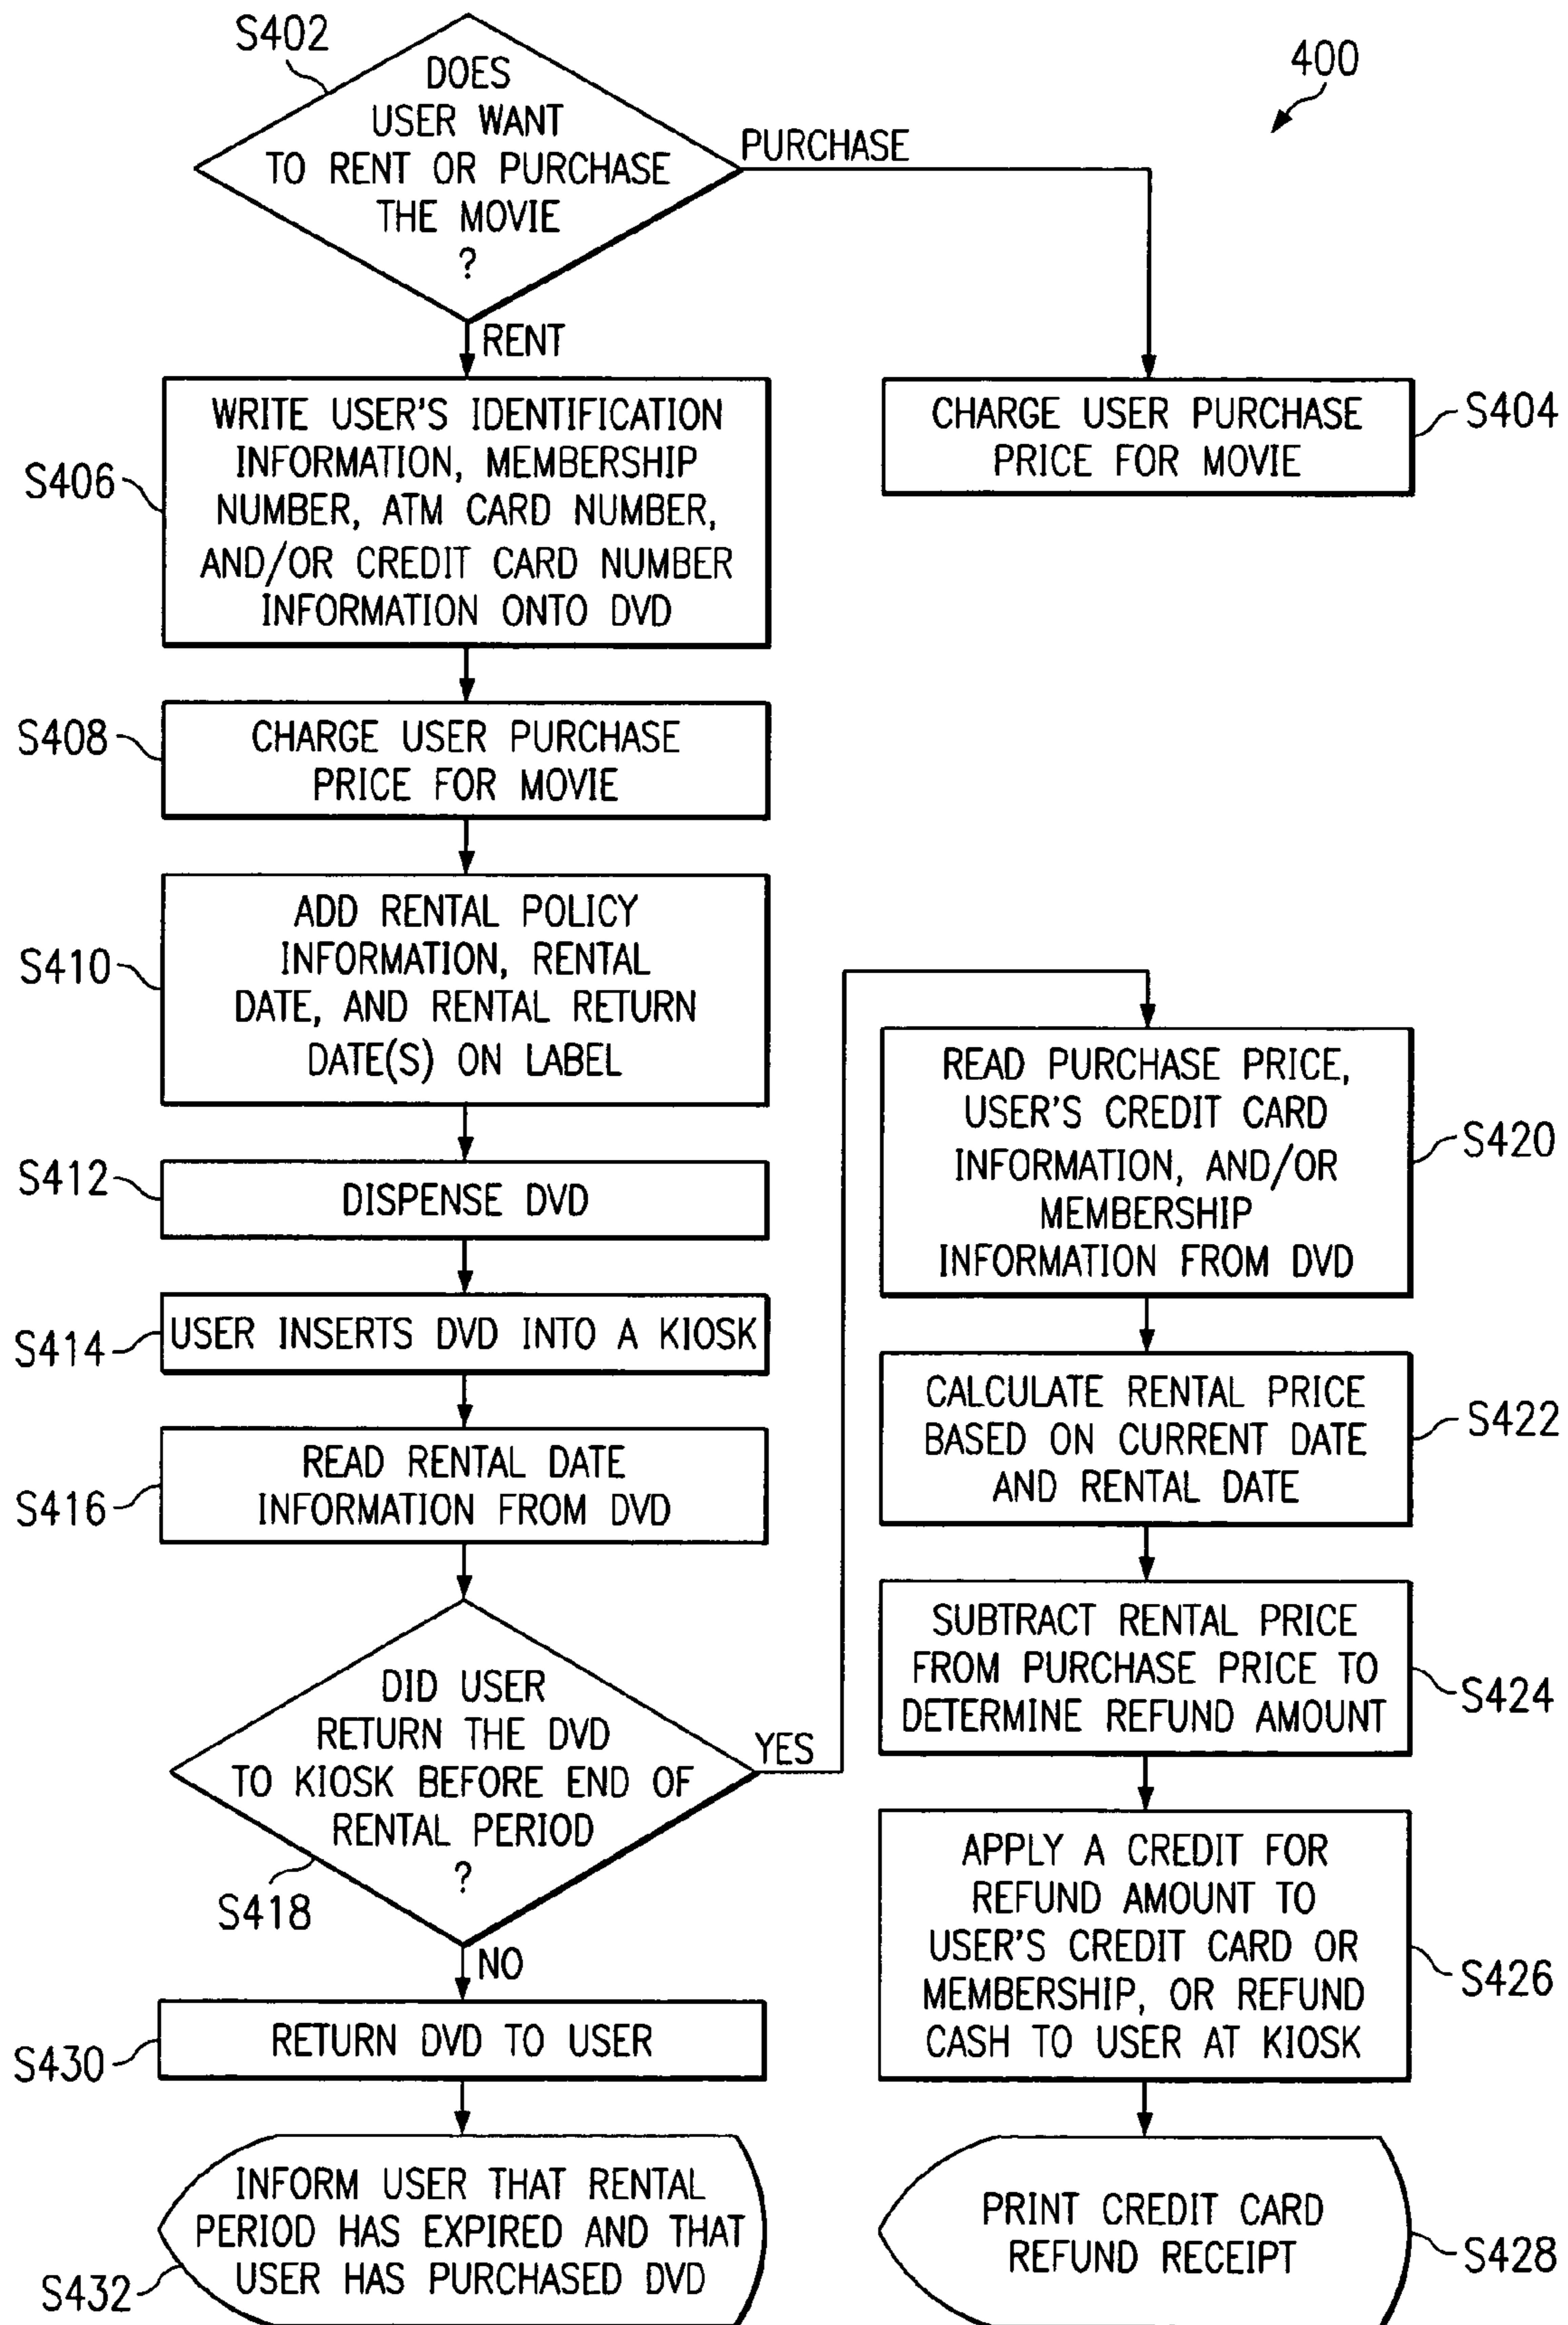 400
S402
DOES
USER WANT
TO RENT OR PURCHASE
THE MOVIE
?
PURCHASE
RENT
CHARGE USER PURCHASE
PRICE FOR MOVIE
S404
S406
WRITE USER'S IDENTIFICATION
INFORMATION, MEMBERSHIP
NUMBER, ATM CARD NUMBER,
AND/OR CREDIT CARD NUMBER
INFORMATION ONTO DVD
S408
CHARGE USER PURCHASE
PRICE FOR MOVIE
S410
ADD RENTAL POLICY
INFORMATION, RENTAL
DATE, AND RENTAL RETURN
DATE(S) ON LABEL
S412
DISPENSE DVD
S414
USER INSERTS DVD INTO A KIOSK
S416
READ RENTAL DATE
INFORMATION FROM DVD
DID USER
RETURN THE DVD
TO KIOSK BEFORE END OF
RENTAL PERIOD
?
S418
YES
NO
S430
RETURN DVD TO USER
INFORM USER THAT RENTAL
PERIOD HAS EXPIRED AND THAT
USER HAS PURCHASED DVD
S432
READ PURCHASE PRICE,
USER'S CREDIT CARD
INFORMATION, AND/OR
MEMBERSHIP
INFORMATION FROM DVD
S420
CALCULATE RENTAL PRICE
BASED ON CURRENT DATE
AND RENTAL DATE
S422
SUBTRACT RENTAL PRICE
FROM PURCHASE PRICE TO
DETERMINE REFUND AMOUNT
S424
APPLY A CREDIT FOR
REFUND AMOUNT TO
USER'S CREDIT CARD OR
MEMBERSHIP, OR REFUND
CASH TO USER AT KIOSK
S426
PRINT CREDIT CARD
REFUND RECEIPT
S428